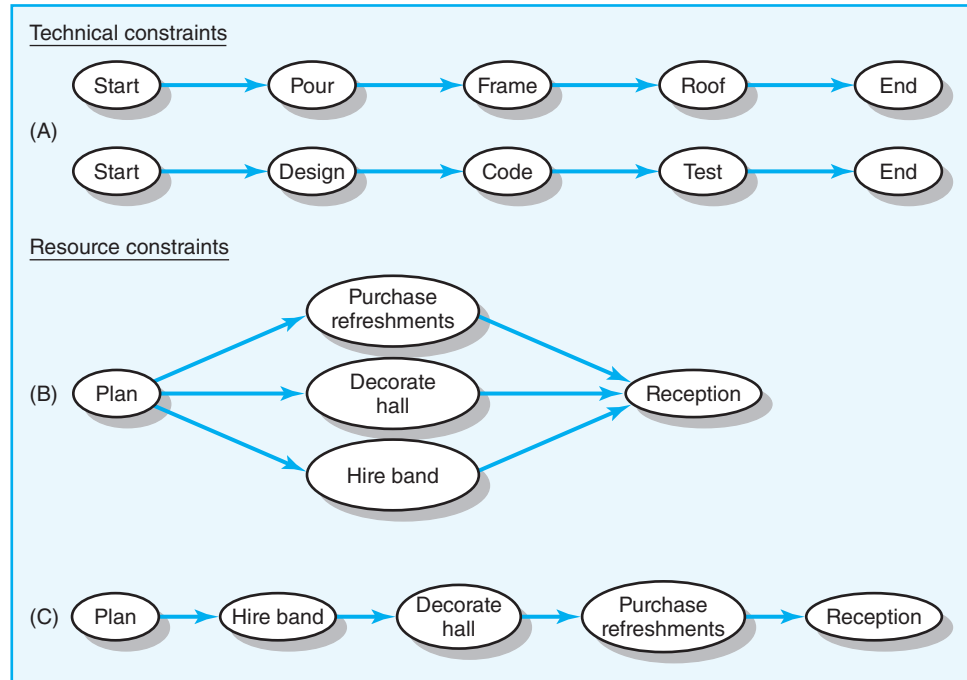 Technical constraints
Start Pour Frame Roof End
(A)
Start Design Code Test End
Resource constraints
Purchase
refreshments
(B) Plan Decorate
hall
Reception
Hire band
(C) Plan Hire band Decorate
hall
Purchase
refreshments
Reception